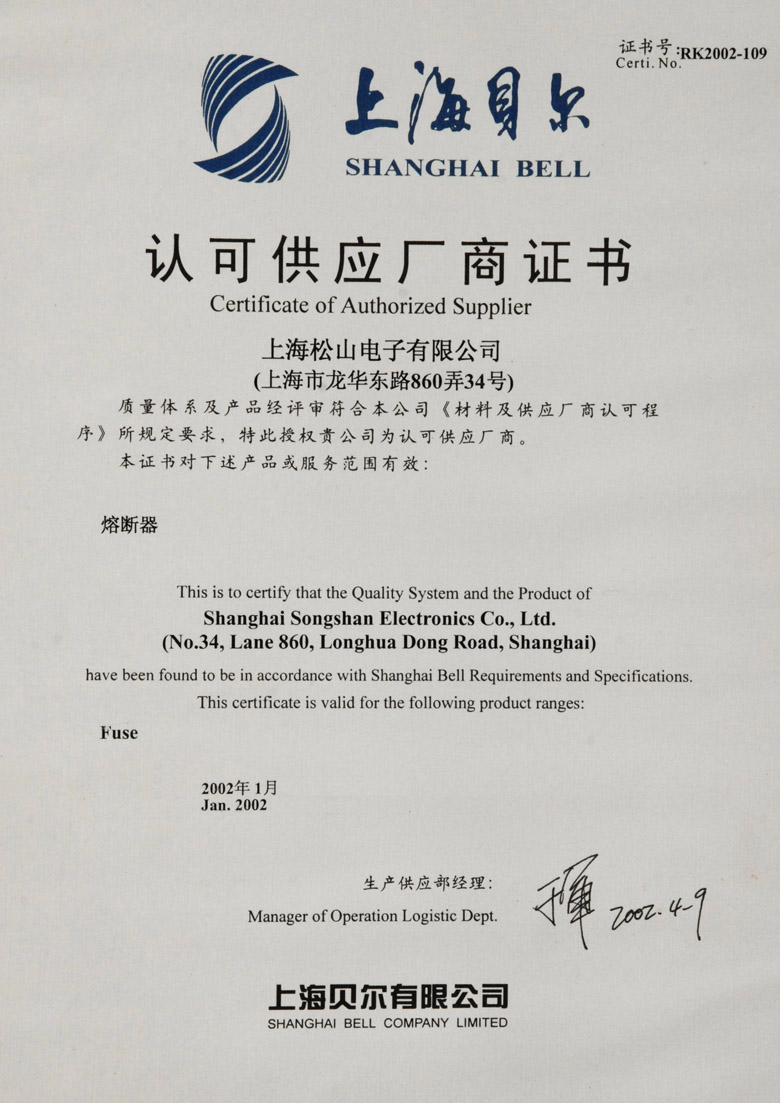 证书号:RK2002-109
Certi. No.
上海贝尔
SHANGHAI BELL
认可供应厂商证书
Certificate of Authorized Supplier
上海松山电子有限公司
(上海市龙华东路860弄34号)
质量体系及产品经评审符合本公司《材料及供应厂商认可程
序》所规定要求，特此授权贵公司为认可供应厂商。
本证书对下述产品或服务范围有效：
熔断器
This is to certify that the Quality System and the Product of
Shanghai Songshan Electronics Co., Ltd.
(No.34, Lane 860, Longhua Dong Road, Shanghai)
have been found to be in accordance with Shanghai Bell Requirements and Specifications.
This certificate is valid for the following product ranges:
Fuse
2002年1月
Jan. 2002
生产供应部经理：
Manager of Operation Logistic Dept.
2002.4-9
上海贝尔有限公司
SHANGHAI BELL COMPANY LIMITED